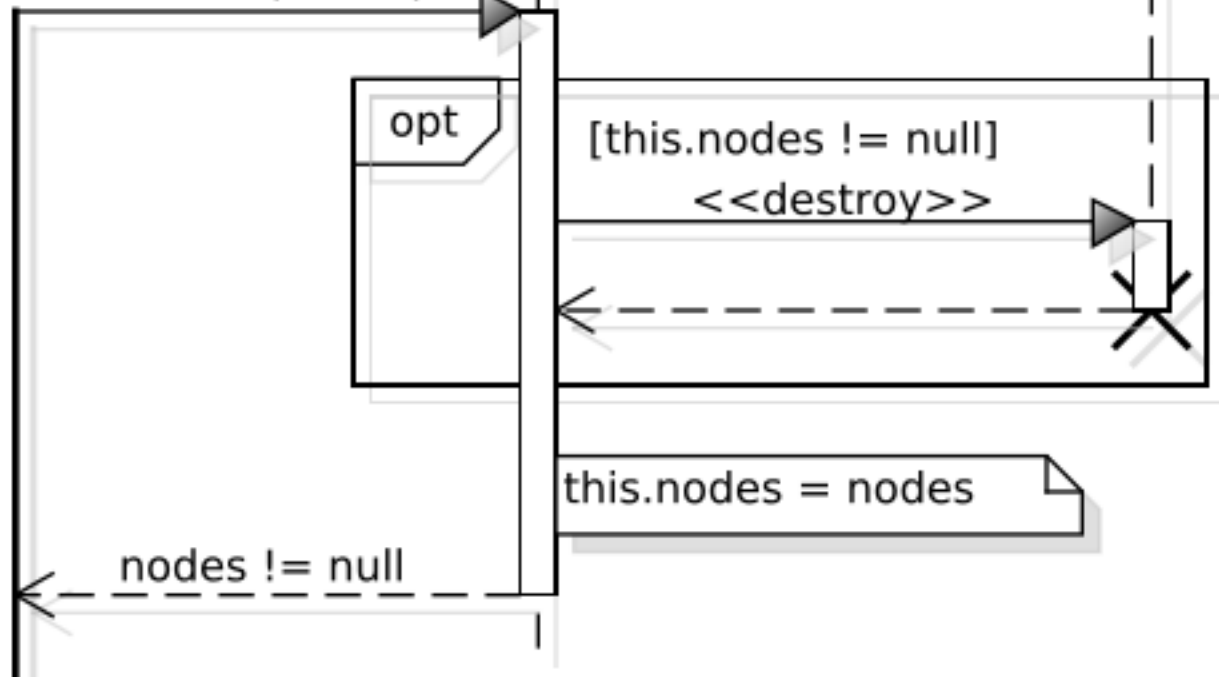 opt
[this.nodes != null]
<<destroy>>
this.nodes = nodes
nodes != null